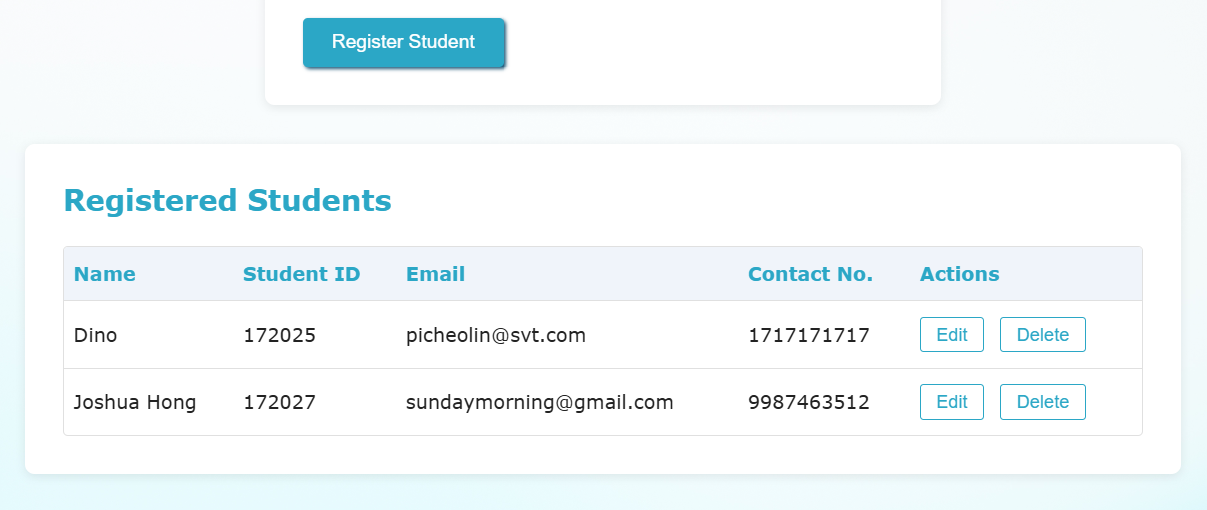 Register Student
Registered Students
Name Student ID Email Contact No. Actions
Dino 172025 picheolin@svt.com 1717171717 Edit Delete
Joshua Hong 172027 sundaymorning@gmail.com 9987463512 Edit Delete